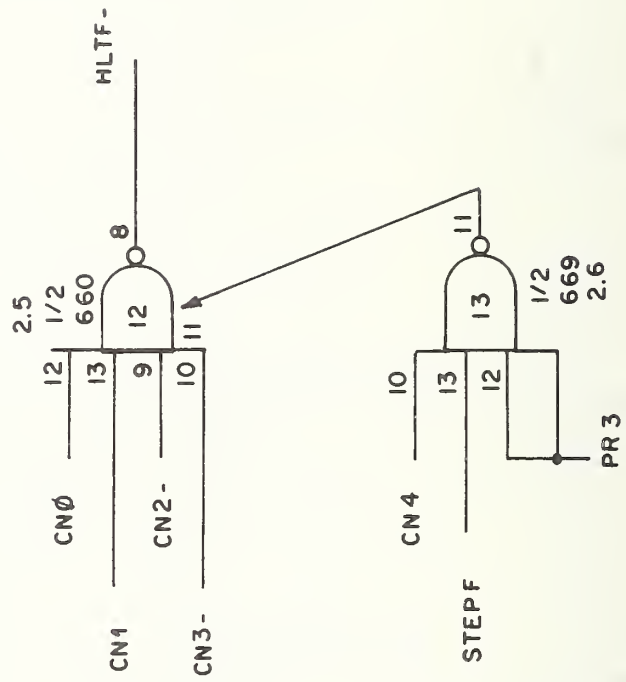 2.5
1/2
660
12
13
9
10
11
12
8
HLTF-
CNØ
CN1
CN2-
CN3-
10
13
12
13
11
1/2
669
2.6
CN4
STEPF
PR3